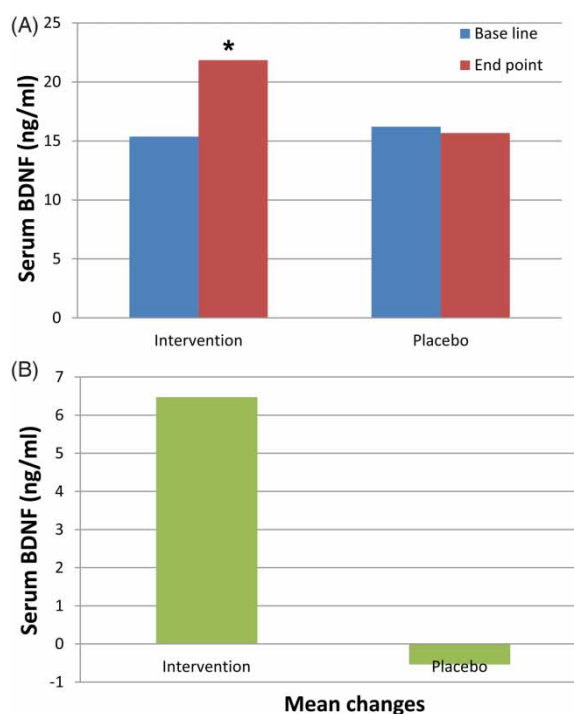 (A)
25
20
15
10
5
0
Serum BDNF (ng/ml)
*
Base line
End point
Intervention Placebo
(B)
7
6
5
4
3
2
1
0
-1
Serum BDNF (ng/ml)
Intervention Placebo
Mean changes